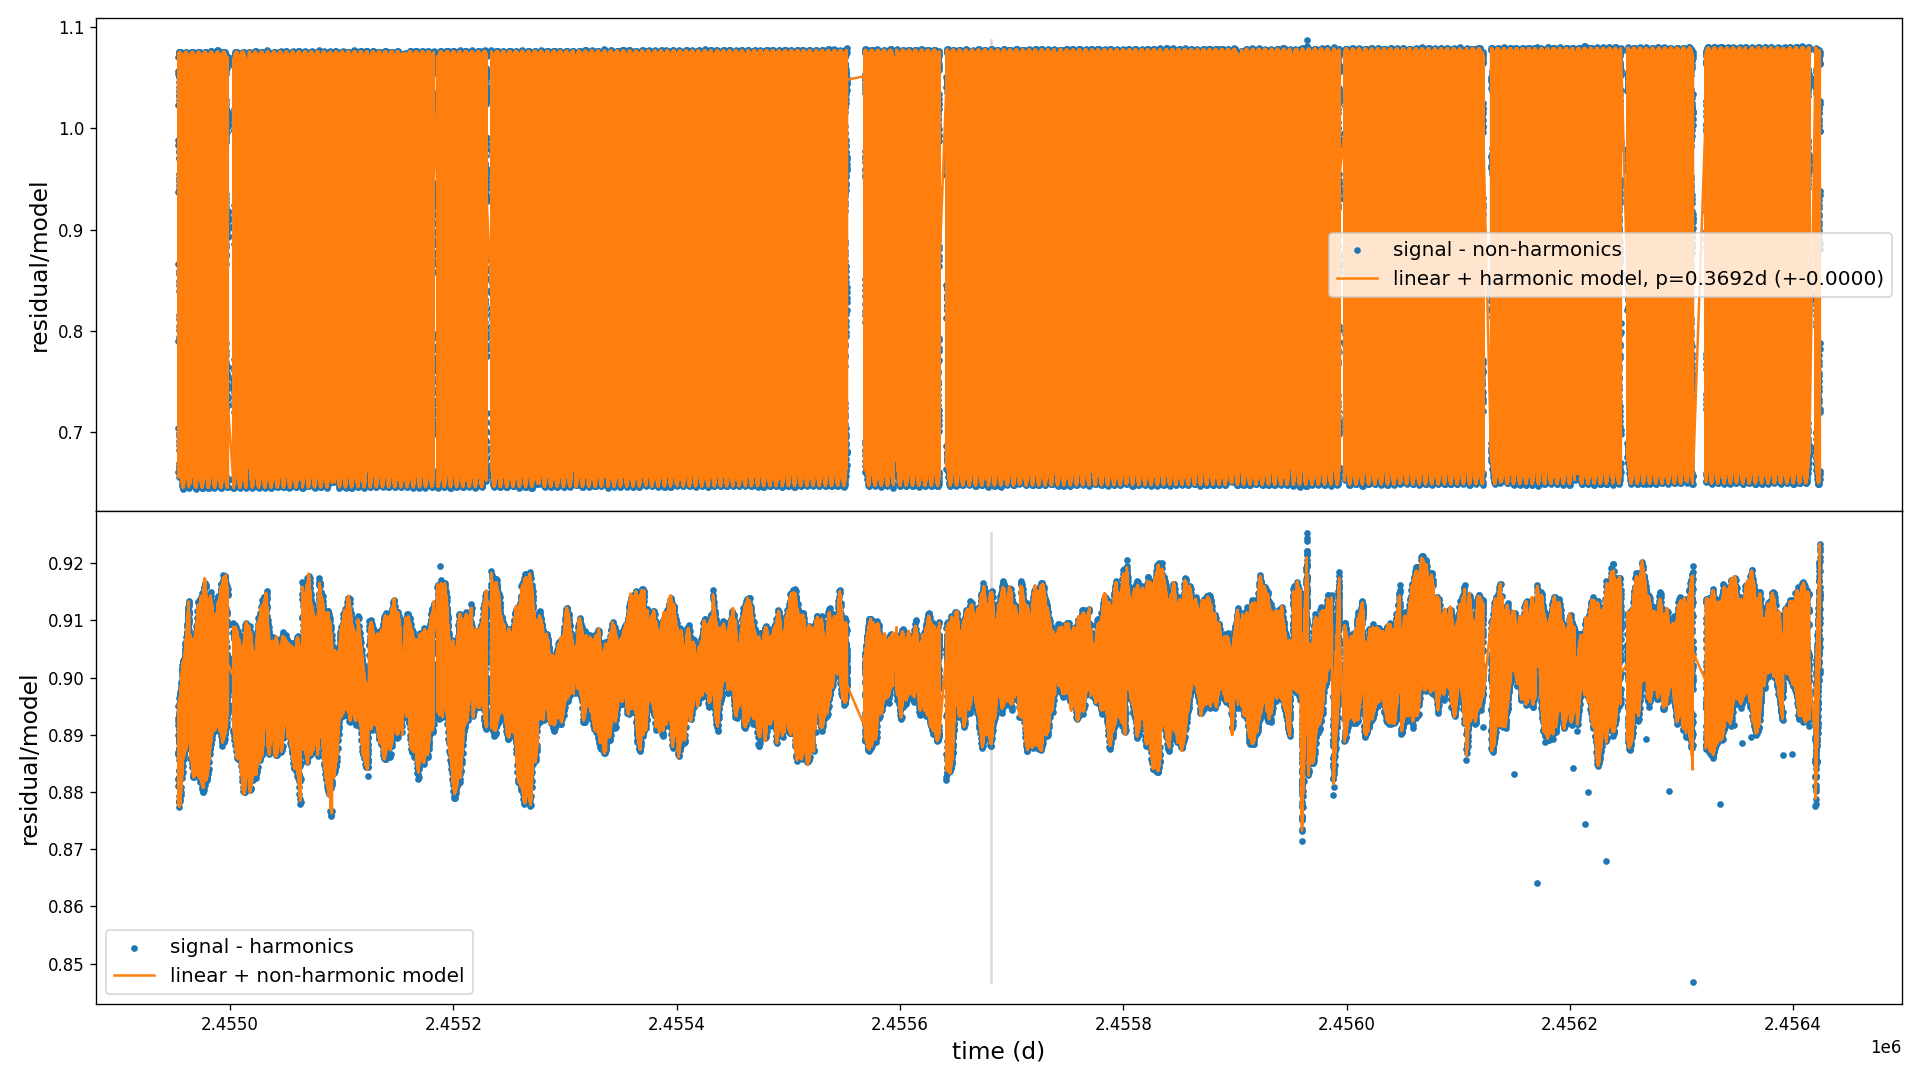 1.1
1.0
0.9
0.8
0.7
residual/model
signal - non-harmonics
linear + harmonic model, p=0.3692d (+-0.0000)
0.92
0.91
0.90
0.89
0.88
0.87
0.86
0.85
residual/model
signal - harmonics
linear + non-harmonic model
2.4550 2.4552 2.4554 2.4556 2.4558 2.4560 2.4562 2.4564
1e6
time (d)